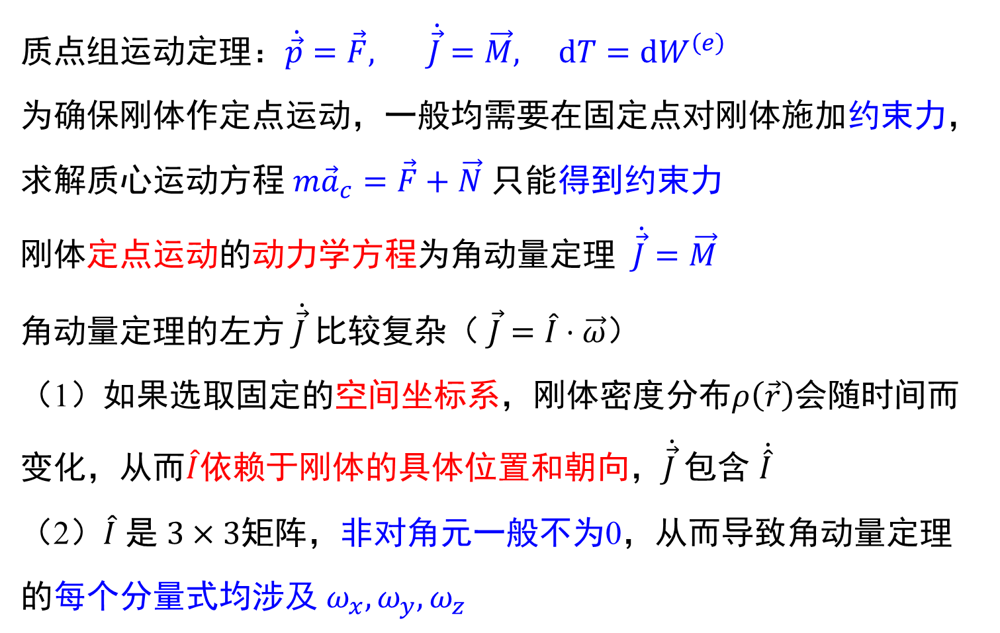 质点组运动定理：$\dot{\vec{p}} = \vec{F},\quad \dot{\vec{J}} = \vec{M},\quad \mathrm{d}T = \mathrm{d}W^{(e)}$
为确保刚体作定点运动，一般均需要在固定点对刚体施加约束力，
求解质心运动方程 $m\vec{a}_c = \vec{F} + \vec{N}$ 只能得到约束力
刚体定点运动的动力学方程为角动量定理 $\dot{\vec{J}} = \vec{M}$
角动量定理的左方 $\dot{\vec{J}}$ 比较复杂（$\vec{J} = \hat{I} \cdot \vec{\omega}$）
（1）如果选取固定的空间坐标系，刚体密度分布$\rho(\vec{r})$会随时间而
变化，从而$\hat{I}$依赖于刚体的具体位置和朝向，$\dot{\vec{J}}$ 包含 $\dot{\hat{I}}$
（2）$\hat{I}$ 是 $3 \times 3$矩阵，非对角元一般不为0，从而导致角动量定理
的每个分量式均涉及 $\omega_x, \omega_y, \omega_z$